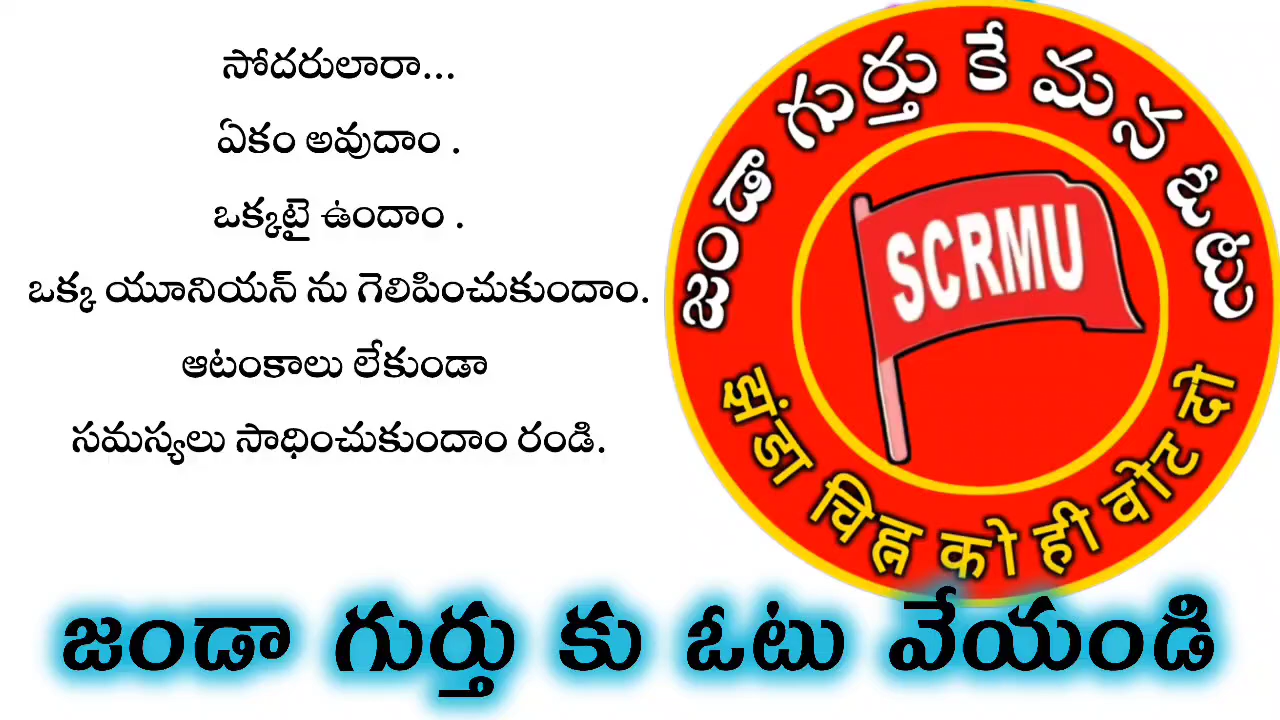 సోదరులారా...
ఏకం అవుదాం .
ఒక్కటై ఉందాం .
ఒక్క యూనియన్ ను గెలిపించుకుందాం.
ఆటంకాలు లేకుండా
సమస్యలు సాధించుకుందాం రండి.
జండా గుర్తు కే మన ఓటు
SCRMU
झंडा चिह्न को ही वोट दो
జండా గుర్తు కు ఓటు వేయండి